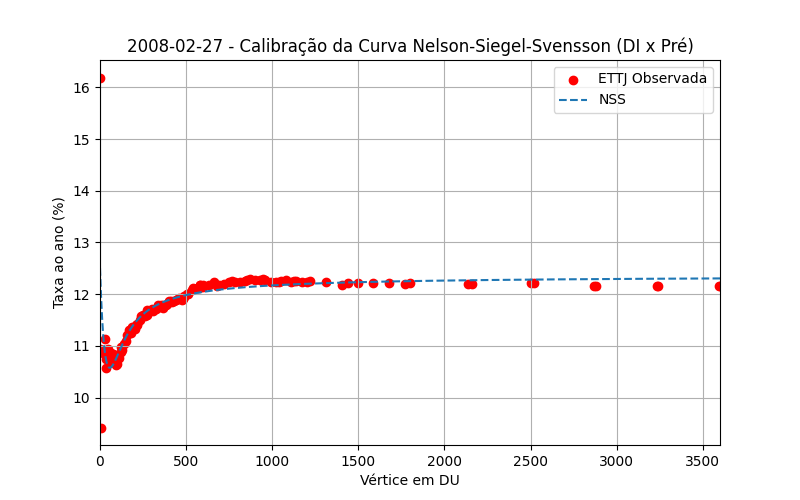 2008-02-27 - Calibração da Curva Nelson-Siegel-Svensson (DI x Pré)
ETTJ Observada
NSS
Taxa ao ano (%)
16
15
14
13
12
11
10
0 500 1000 1500 2000 2500 3000 3500
Vértice em DU